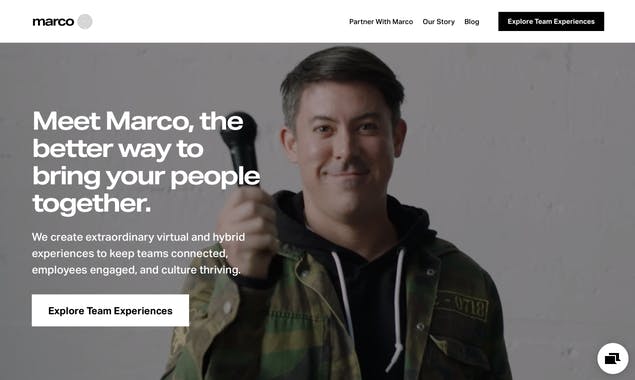 marco
Partner With Marco
Our Story
Blog
Explore Team Experiences
Meet Marco, the
better way to
bring your people
together.
We create extraordinary virtual and hybrid
experiences to keep teams connected,
employees engaged, and culture thriving.
Explore Team Experiences